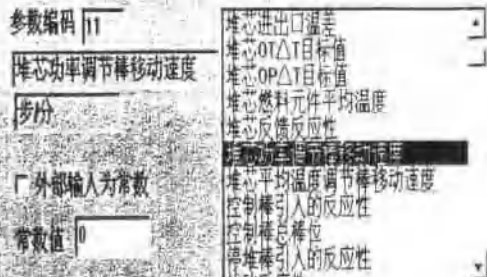 参数编码 11
堆芯功率调节棒移动速度
步/分
外部输入为常数
常数值 0
堆芯进出口温差
堆芯OT△T目标值
堆芯OP△T目标值
堆芯燃料元件平均温度
堆芯反馈反应性
堆芯功率调节棒移动速度
堆芯平均温度调节棒移动速度
控制棒引入的反应性
控制棒总棒位
停堆棒引入的反应性